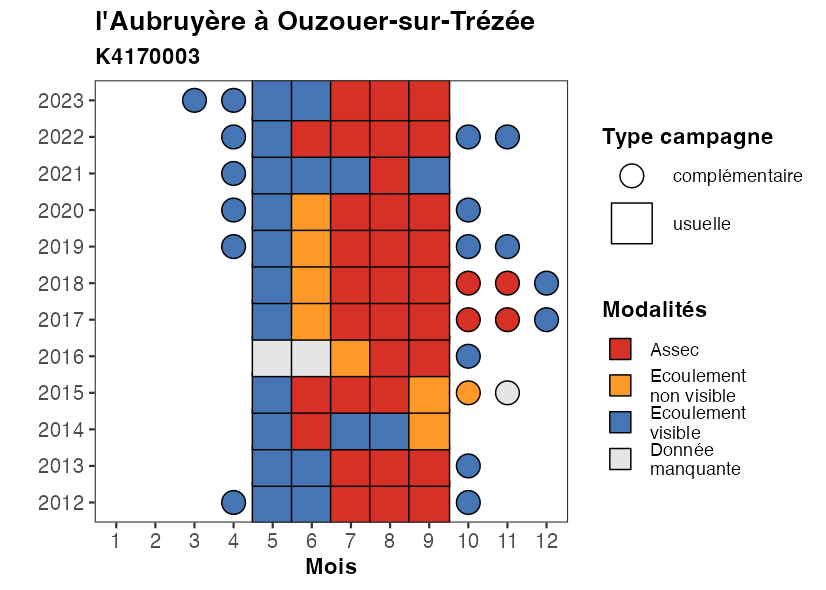 l'Aubruyère à Ouzouer-sur-Trézée
K4170003
2023
2022
2021
2020
2019
2018
2017
2016
2015
2014
2013
2012
1 2 3 4 5 6 7 8 9 10 11 12
Mois
Type campagne
complémentaire
usuelle
Modalités
Assec
Ecoulement
non visible
Ecoulement
visible
Donnée
manquante